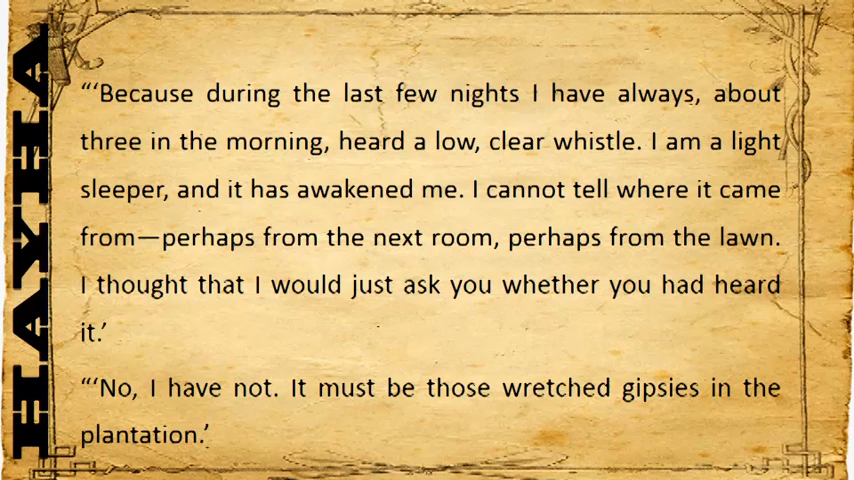 HAYHA
“‘Because during the last few nights I have always, about
three in the morning, heard a low, clear whistle. I am a light
sleeper, and it has awakened me. I cannot tell where it came
from—perhaps from the next room, perhaps from the lawn.
I thought that I would just ask you whether you had heard
it.’
“‘No, I have not. It must be those wretched gipsies in the
plantation.’